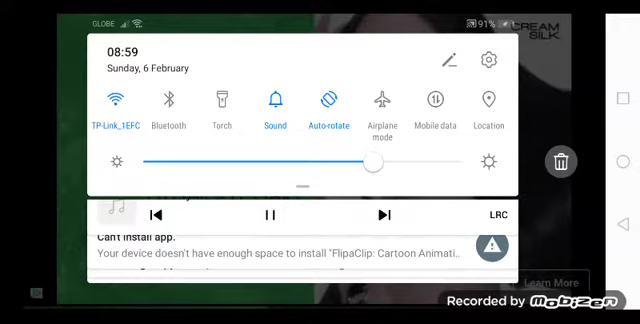 GLOBE
91%
CREAM
SILK
08:59
Sunday, 6 February
TP-Link_1EFC
Bluetooth
Torch
Sound
Auto-rotate
Airplane
mode
Mobile data
Location
LRC
Can't install app.
Your device doesn't have enough space to install "FlipaClip: Cartoon Animati..
Learn More
Recorded by Mobizen